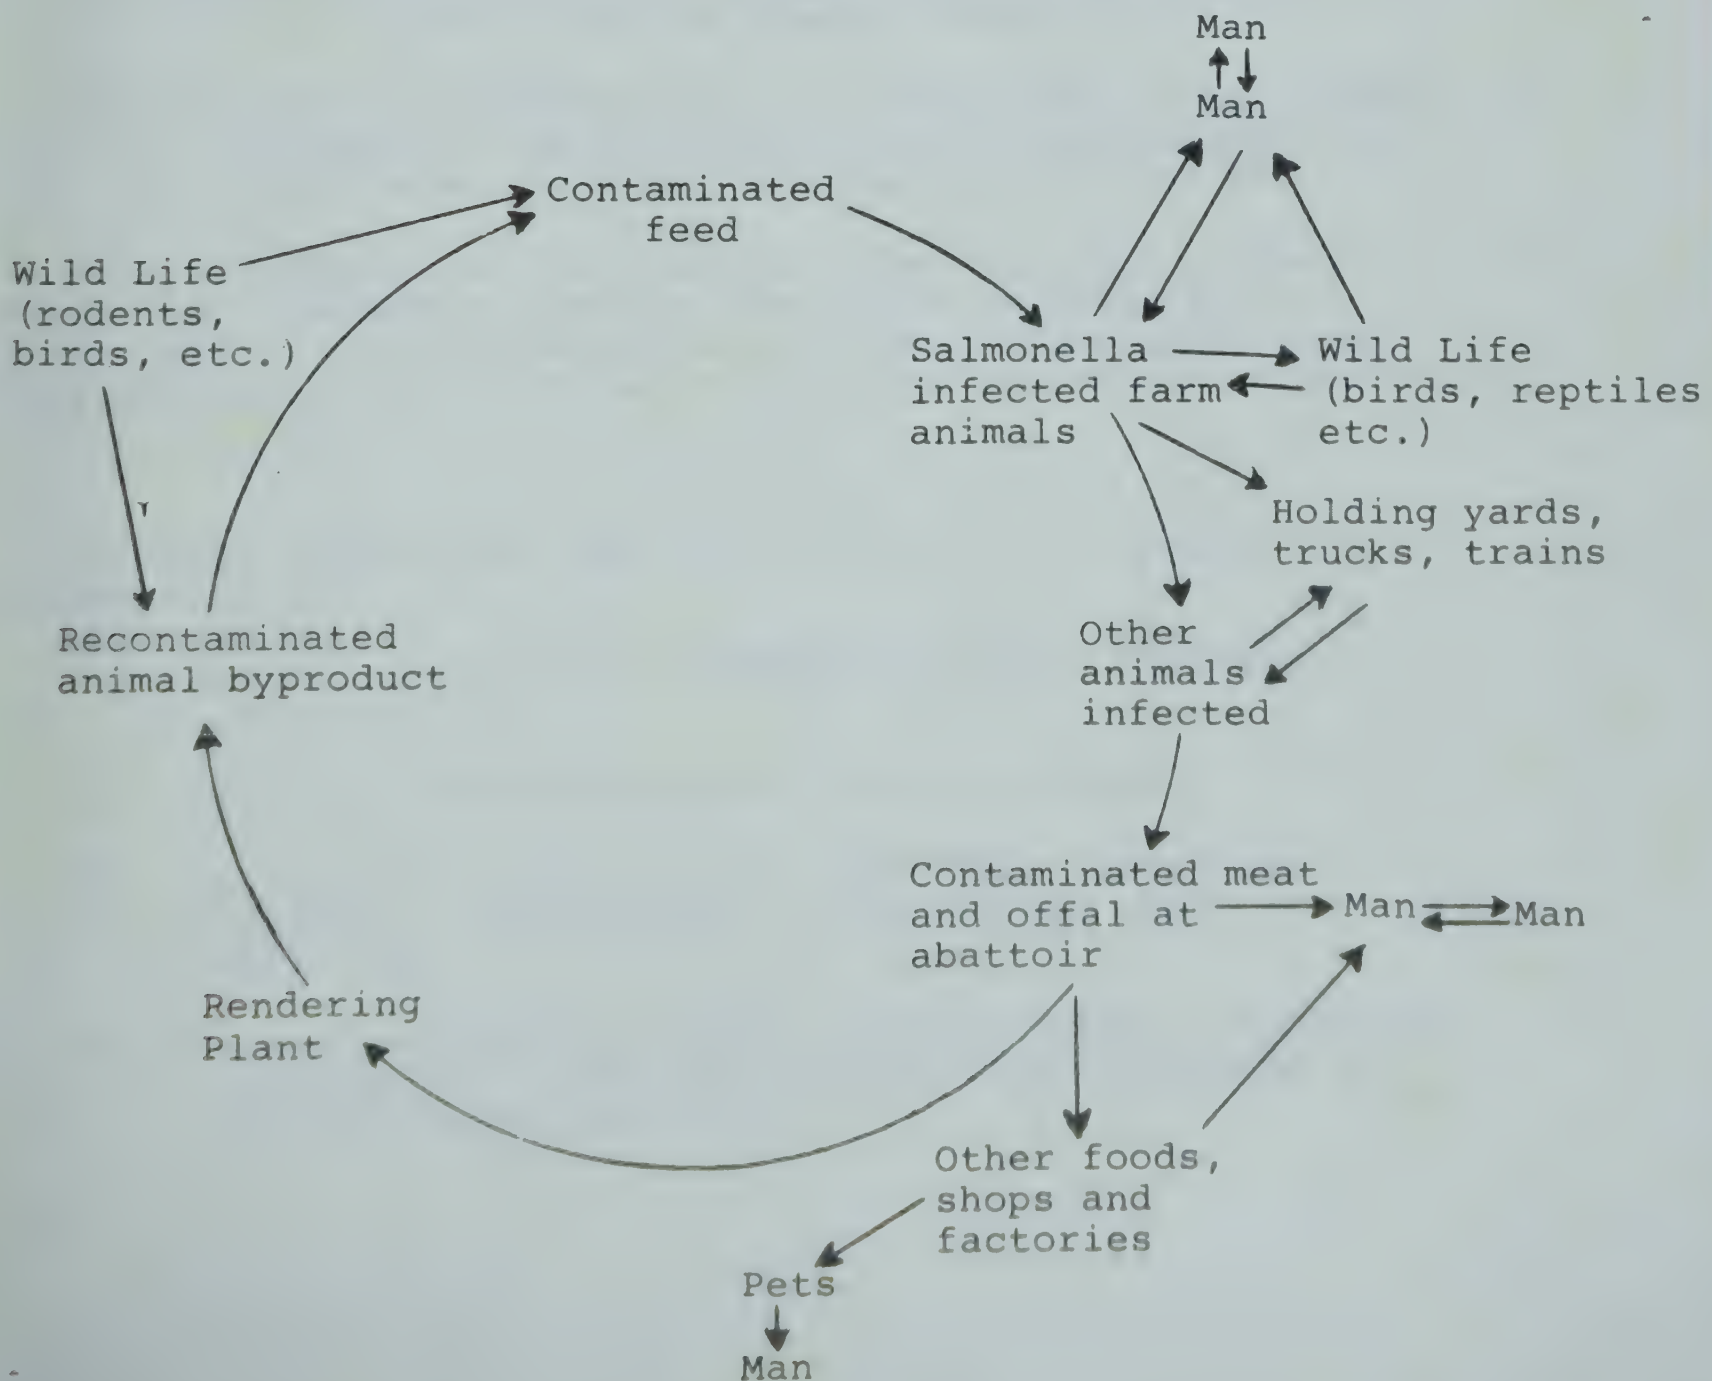 Man
Man
Contaminated
feed
Wild Life
(rodents,
birds, etc.)
Salmonella
infected farm
animals
Wild Life
(birds, reptiles
etc.)
Holding yards,
trucks, trains
Recontaminated
animal byproduct
Other
animals
infected
Contaminated meat
and offal at
abattoir
Man
Man
Rendering
Plant
Other foods,
shops and
factories
Pets
Man